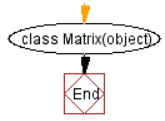 class Matrix(object)
End